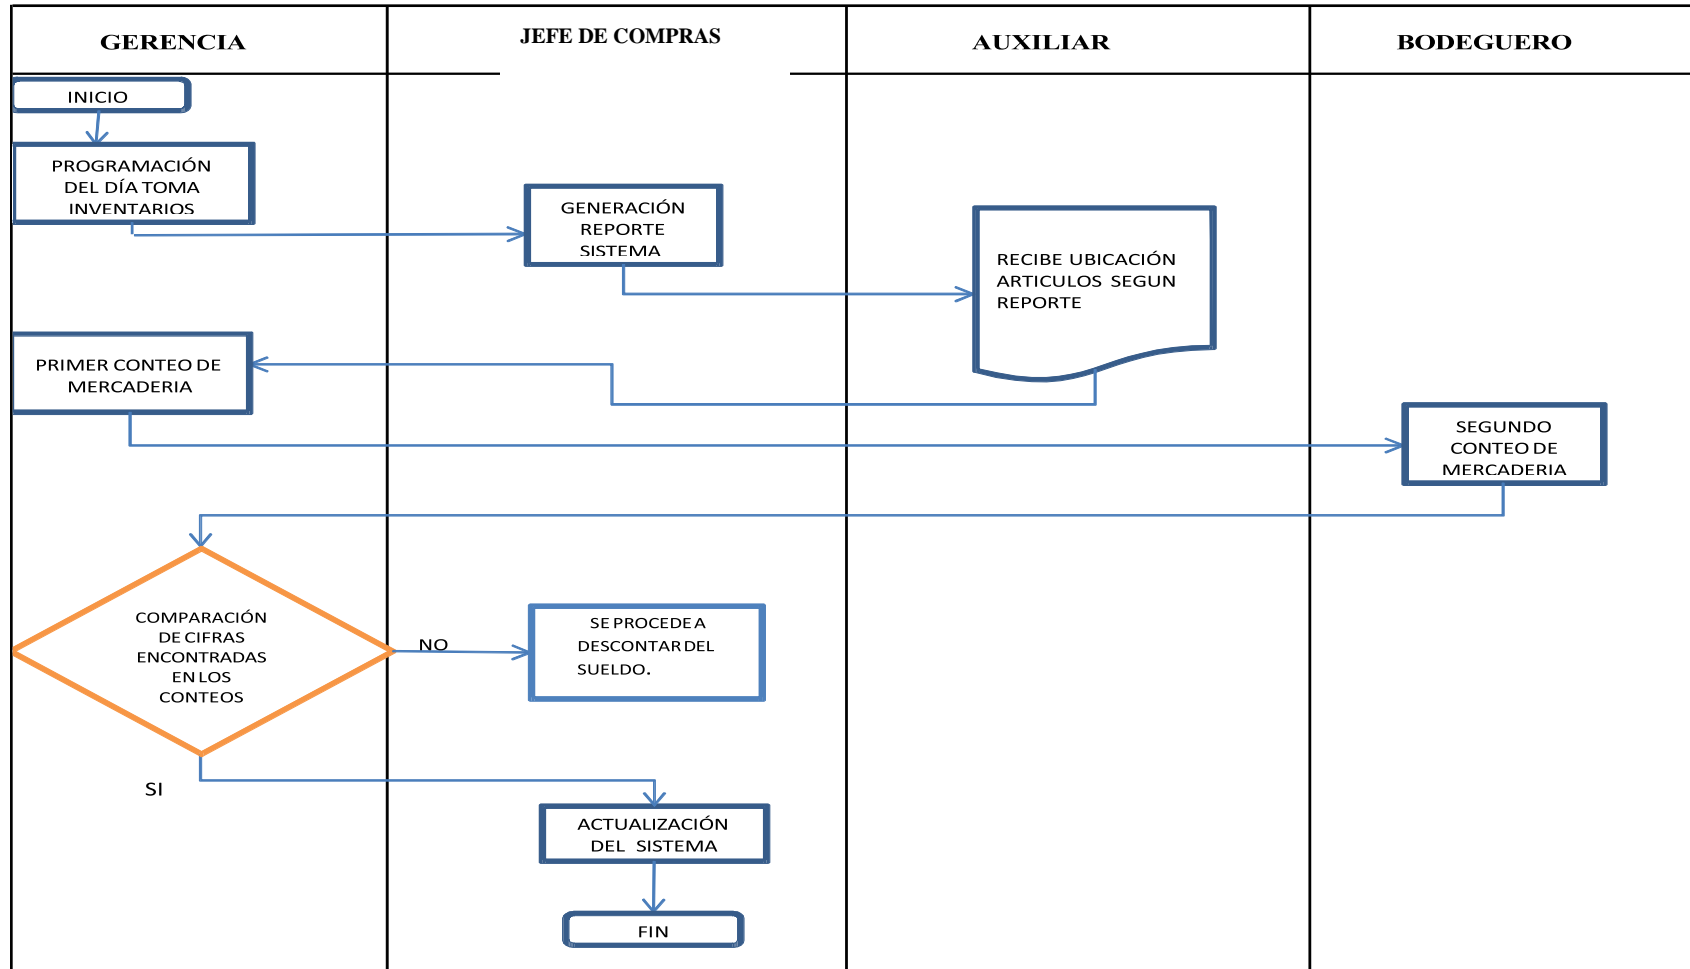 GERENCIA
JEFE DE COMPRAS
AUXILIAR
BODEGUERO
INICIO
PROGRAMACIÓN
DEL DÍA TOMA
INVENTARIOS
GENERACIÓN
REPORTE
SISTEMA
RECIBE UBICACIÓN
ARTICULOS SEGUN
REPORTE
PRIMER CONTEO DE
MERCADERIA
SEGUNDO
CONTEO DE
MERCADERIA
COMPARACIÓN
DE CIFRAS
ENCONTRADAS
EN LOS
CONTEOS
NO
SE PROCEDE A
DESCONTAR DEL
SUELDO.
SI
ACTUALIZACIÓN
DEL SISTEMA
FIN